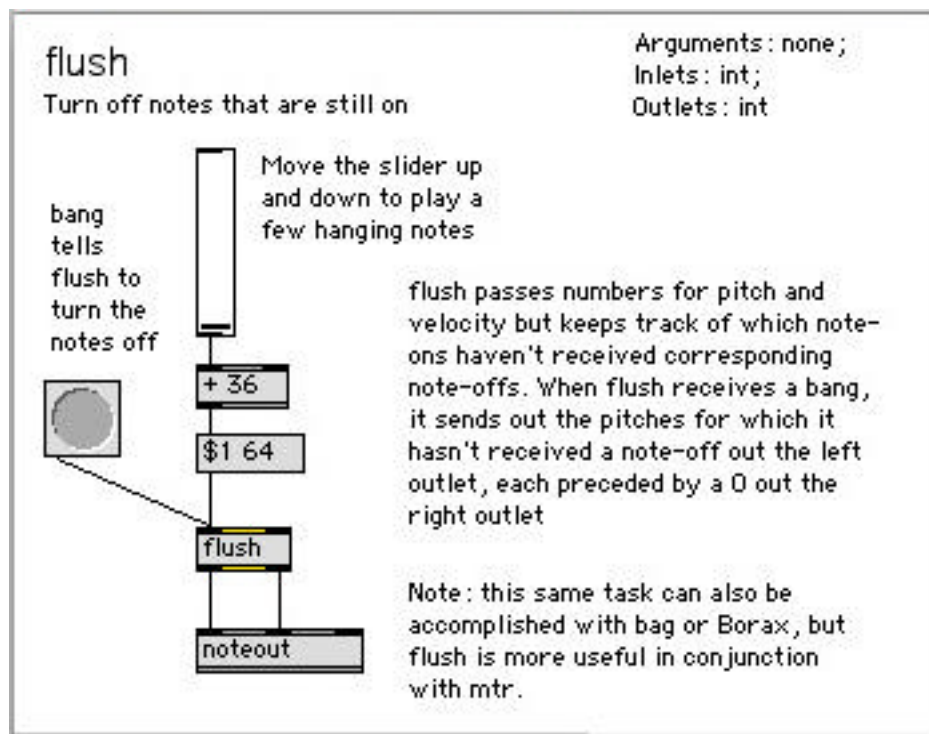 flush
Turn off notes that are still on
Arguments: none;
Inlets: int;
Outlets: int
Move the slider up
and down to play a
few hanging notes
bang
tells
flush to
turn the
notes off
+ 36
$1 64
flush
noteout
flush passes numbers for pitch and
velocity but keeps track of which note-
ons haven't received corresponding
note-offs. When flush receives a bang,
it sends out the pitches for which it
hasn't received a note-off out the left
outlet, each preceded by a 0 out the
right outlet
Note: this same task can also be
accomplished with bag or Borax, but
flush is more useful in conjunction
with mtr.